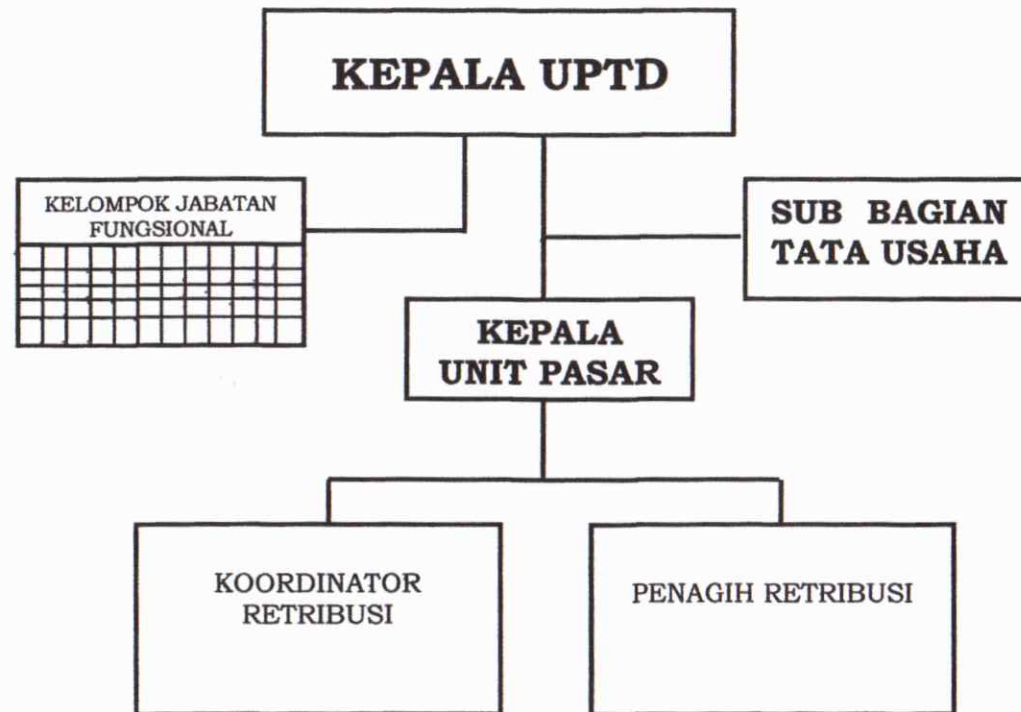 KEPALA UPTD
KELOMPOK JABATAN
FUNGSIONAL
SUB BAGIAN
TATA USAHA
KEPALA
UNIT PASAR
KOORDINATOR
RETRIBUSI
PENAGIH RETRIBUSI